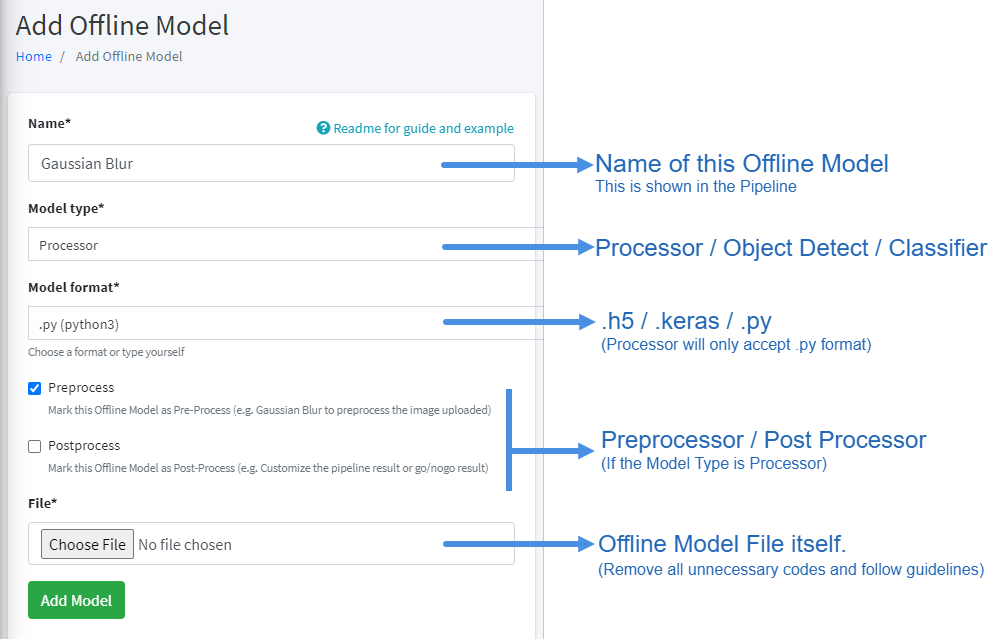 Add Offline Model
Home / Add Offline Model
Name*
Readme for guide and example
Gaussian Blur
Name of this Offline Model
This is shown in the Pipeline
Model type*
Processor
Processor / Object Detect / Classifier
Model format*
.py (python3)
.h5 / .keras / .py
(Processor will only accept .py format)
Choose a format or type yourself
Preprocess
Mark this Offline Model as Pre-Process (e.g. Gaussian Blur to preprocess the image uploaded)
Postprocess
Mark this Offline Model as Post-Process (e.g. Customize the pipeline result or go/nogo result)
Preprocessor / Post Processor
(If the Model Type is Processor)
File*
Choose File No file chosen
Offline Model File itself.
(Remove all unnecessary codes and follow guidelines)
Add Model